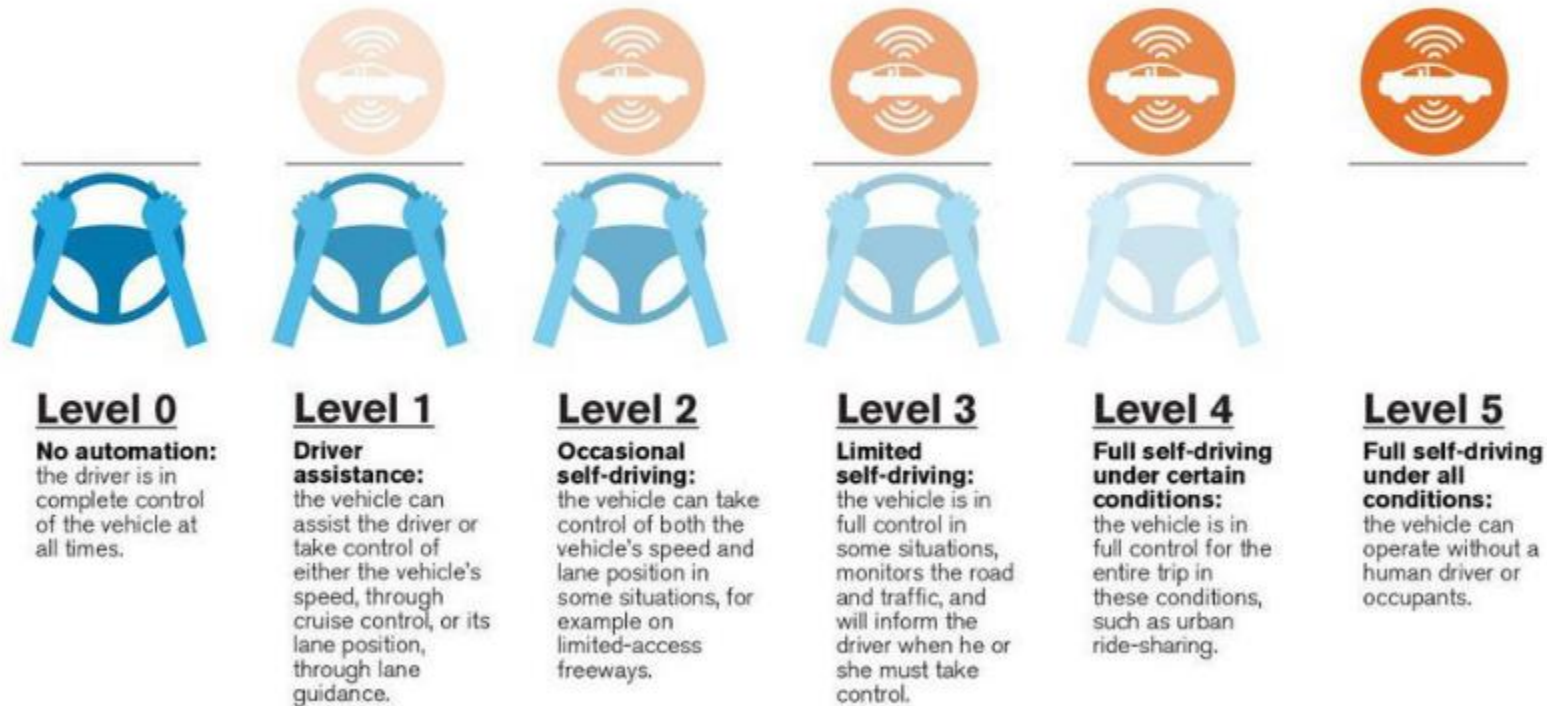 Level 0
No automation:
the driver is in
complete control
of the vehicle at
all times.
Level 1
Driver
assistance:
the vehicle can
assist the driver or
take control of
either the vehicle's
speed, through
cruise control, or its
lane position,
through lane
guidance.
Level 2
Occasional
self-driving:
the vehicle can take
control of both the
vehicle's speed and
lane position in
some situations, for
example on
limited-access
freeways.
Level 3
Limited
self-driving:
the vehicle is in
full control in
some situations,
monitors the road
and traffic, and
will inform the
driver when he or
she must take
control.
Level 4
Full self-driving
under certain
conditions:
the vehicle is in
full control for the
entire trip in
these conditions,
such as urban
ride-sharing.
Level 5
Full self-driving
under all
conditions:
the vehicle can
operate without a
human driver or
occupants.